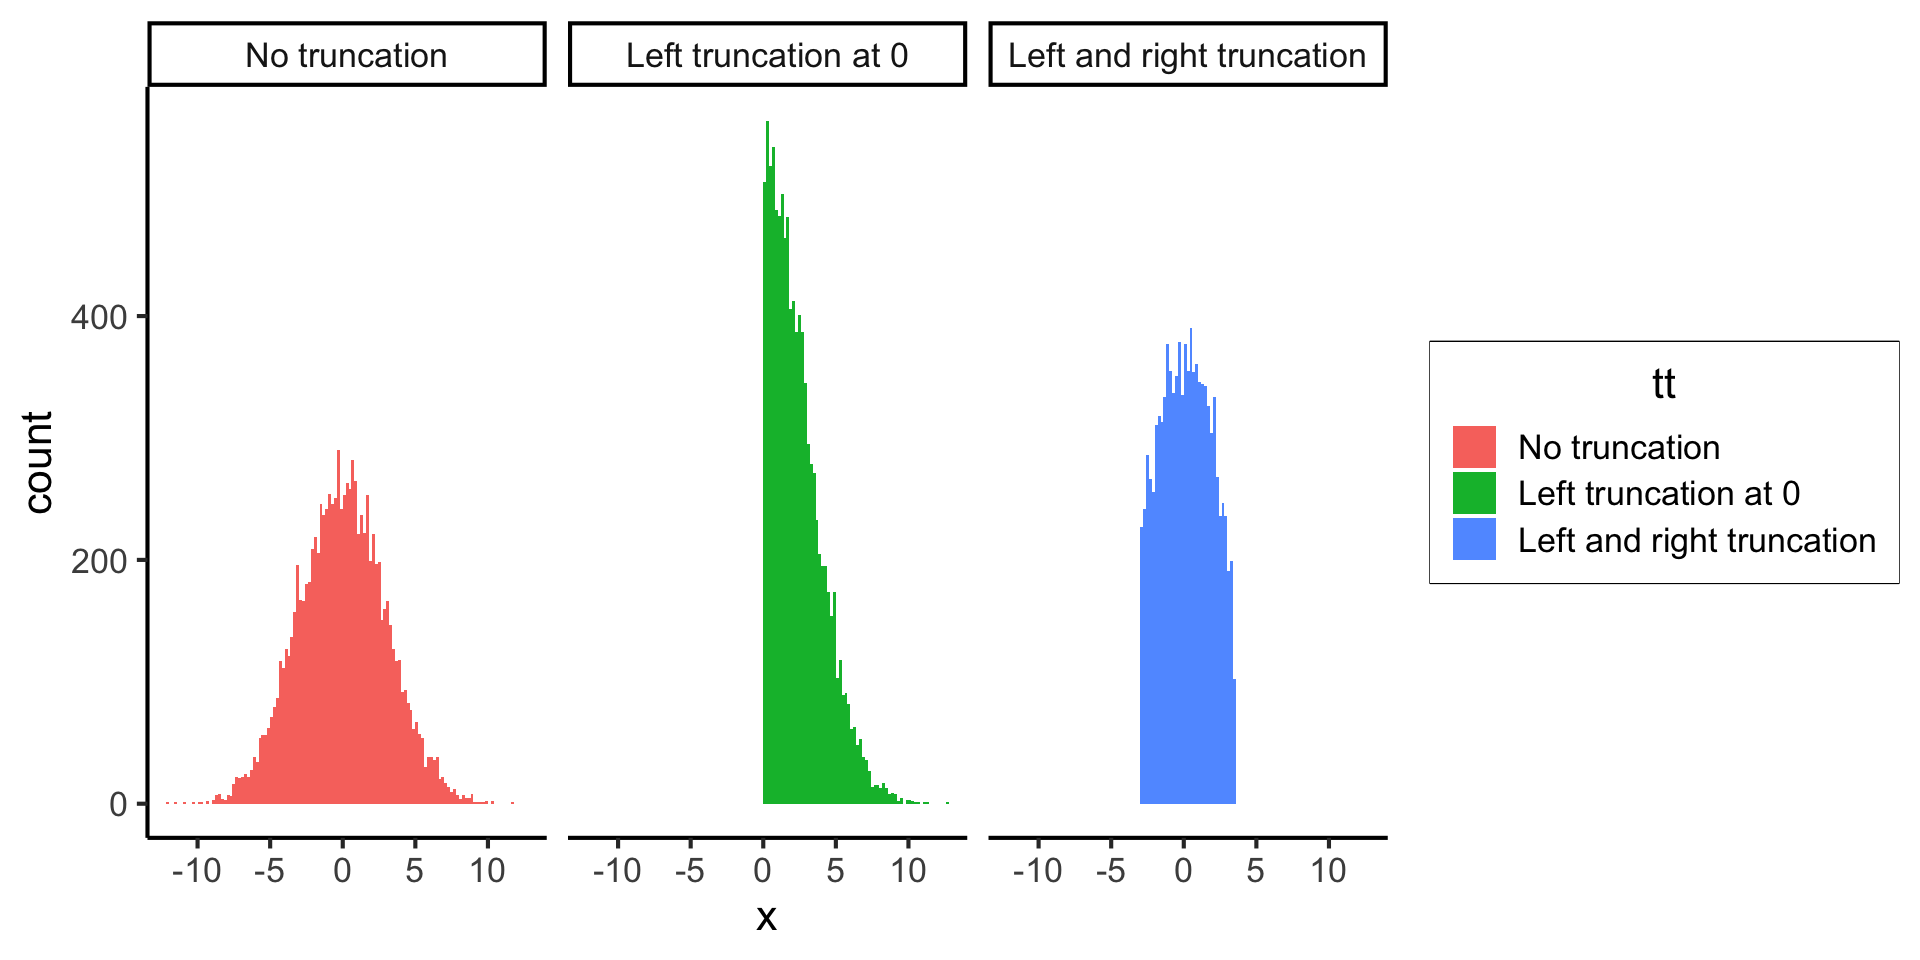 No truncation
Left truncation at 0
Left and right truncation
count
400
200
0
-10 -5 0 5 10
-10 -5 0 5 10
-10 -5 0 5 10
x
tt
No truncation
Left truncation at 0
Left and right truncation